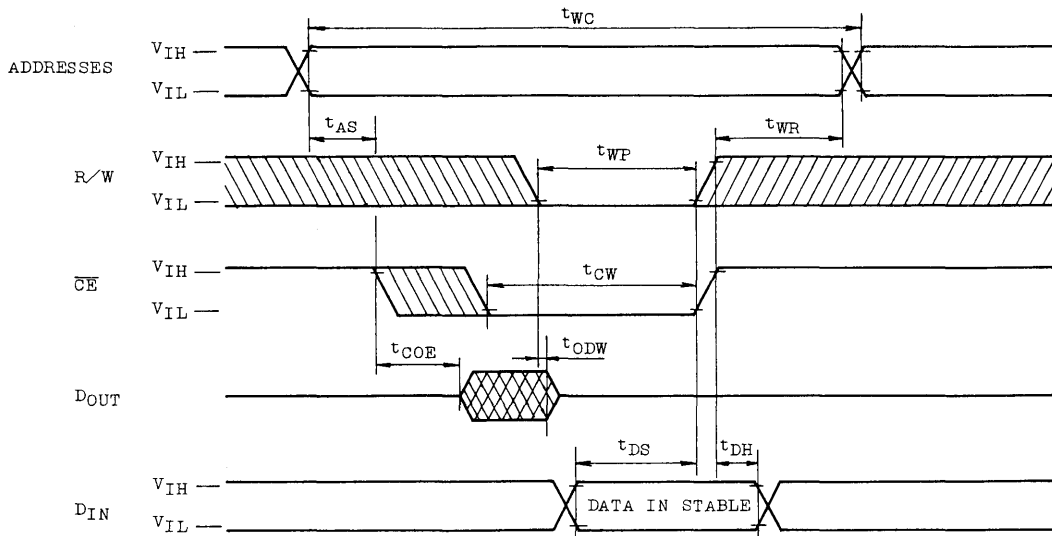 tWC
VIH
ADDRESSES
VIL
tAS
tWR
VIH
tWP
R/W
VIL
VIH
tCW
CE
VIL
tCOE
tODW
DOUT
tDS
tDH
VIH
DATA IN STABLE
DIN
VIL